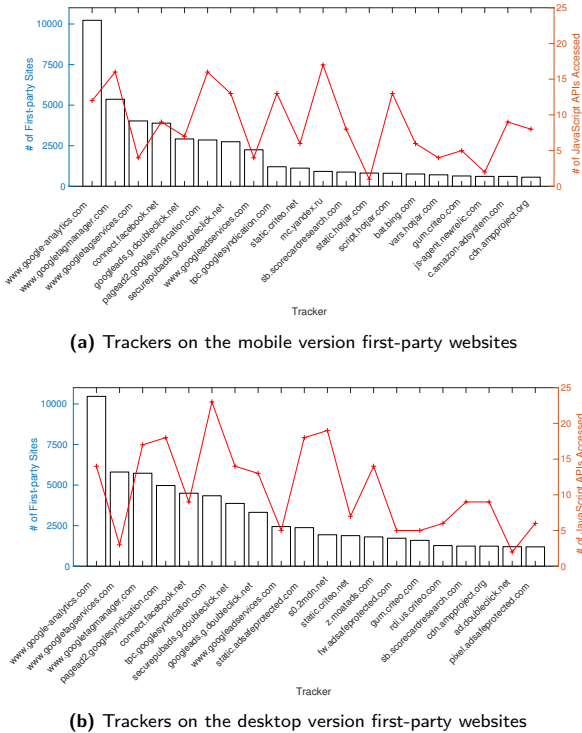 # of First-party Sites
10000
7500
5000
2500
0
25
20
15
10
5
0
# of JavaScript APIs Accessed
www.google-analytics.com
www.googletagmanager.com
www.googletagservices.com
connect.facebook.net
googleads.g.doubleclick.net
pagead2.googlesyndication.com
securepubads.g.doubleclick.net
www.googleadservices.com
tpc.googlesyndication.com
static.criteo.net
mc.yandex.ru
sb.scorecardresearch.com
static.hotjar.com
script.hotjar.com
bat.bing.com
vars.hotjar.com
gum.criteo.com
js-agent.newrelic.com
c.amazon-adsystem.com
cdn.ampproject.org
Tracker
(a) Trackers on the mobile version first-party websites
# of First-party Sites
10000
7500
5000
2500
0
25
20
15
10
5
0
# of JavaScript APIs Accessed
www.google-analytics.com
www.googletagservices.com
www.googletagmanager.com
pagead2.googlesyndication.com
connect.facebook.net
tpc.googlesyndication.com
securepubads.g.doubleclick.net
googleads.g.doubleclick.net
www.googleadservices.com
static.adsafeprotected.com
s0.2mdn.net
static.criteo.net
z.moatads.com
fw.adsafeprotected.com
gum.criteo.com
rdi.us.criteo.com
sb.scorecardresearch.com
cdn.ampproject.org
ad.doubleclick.net
pixel.adsafeprotected.com
Tracker
(b) Trackers on the desktop version first-party websites